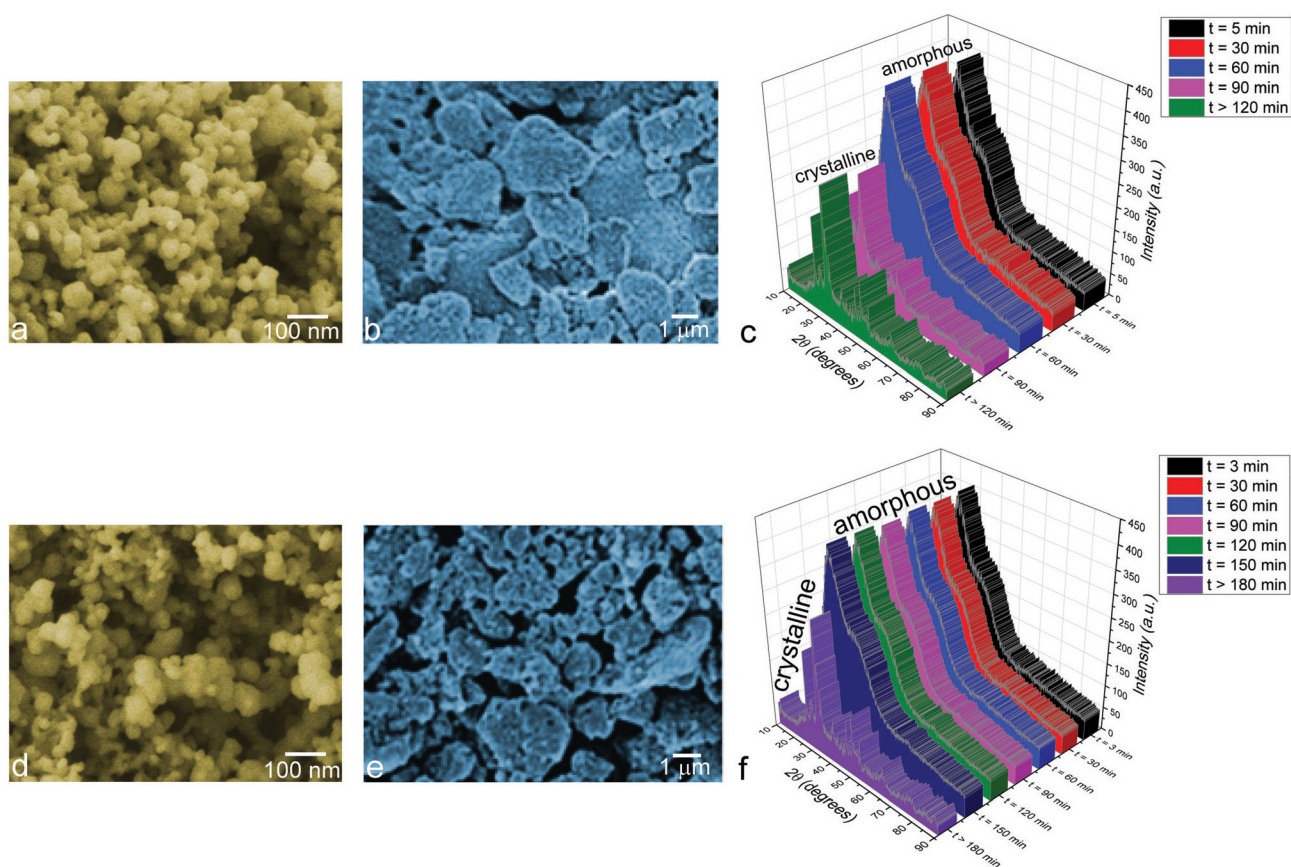 a
100 nm
b
1 μm
c
amorphous
crystalline
t = 5 min
t = 30 min
t = 60 min
t = 90 min
t > 120 min
450
400
350
300
250
200
150
100
50
0
Intensity (a.u.)
10
20
30
40
50
60
70
80
90
2θ (degrees)
t = 5 min
t = 30 min
t = 60 min
t = 90 min
t > 120 min
d
100 nm
e
1 μm
f
amorphous
crystalline
t = 3 min
t = 30 min
t = 60 min
t = 90 min
t = 120 min
t = 150 min
t > 180 min
450
400
350
300
250
200
150
100
50
0
Intensity (a.u.)
10
20
30
40
50
60
70
80
90
2θ (degrees)
t = 3 min
t = 30 min
t = 60 min
t = 90 min
t = 120 min
t = 150 min
t > 180 min